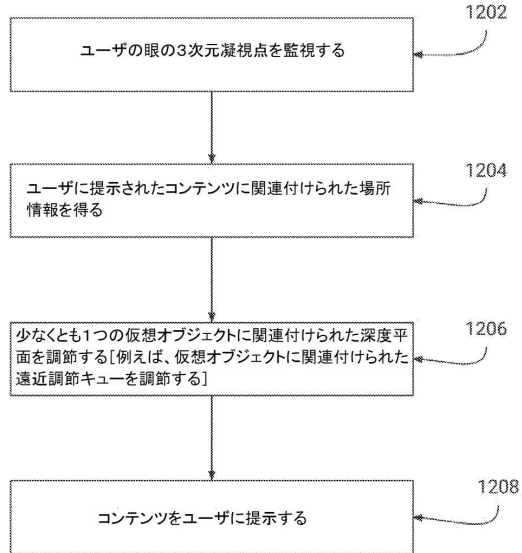 1202
ユーザの眼の3次元凝視点を監視する
1204
ユーザに提示されたコンテンツに関連付けられた場所
情報を得る
1206
少なくとも1つの仮想オブジェクトに関連付けられた深度平
面を調節する[例えば、仮想オブジェクトに関連付けられた
遠近調節キューを調節する]
1208
コンテンツをユーザに提示する